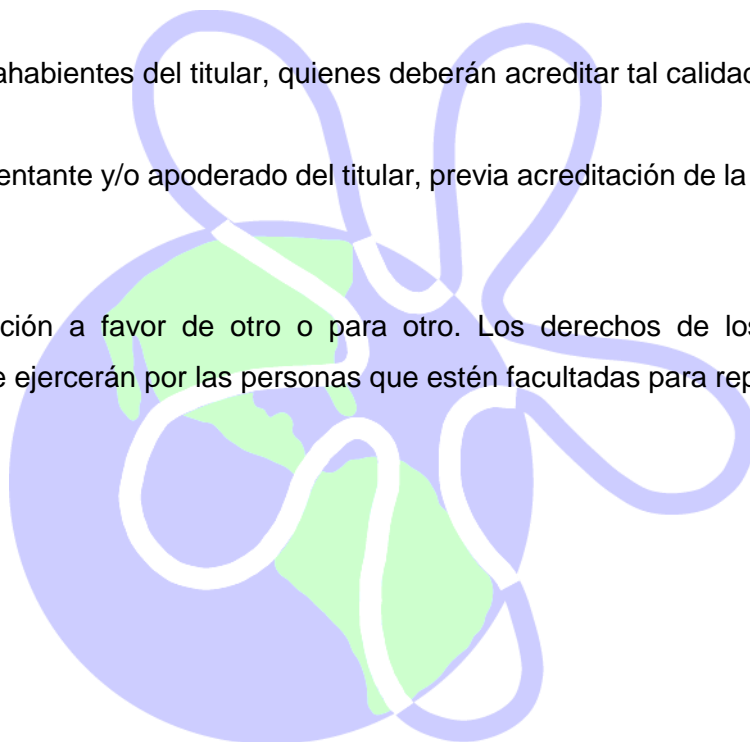 ahabientes del titular, quienes deberán acreditar tal calidad
entante y/o apoderado del titular, previa acreditación de la
ción a favor de otro o para otro. Los derechos de los
e ejercerán por las personas que estén facultadas para rep